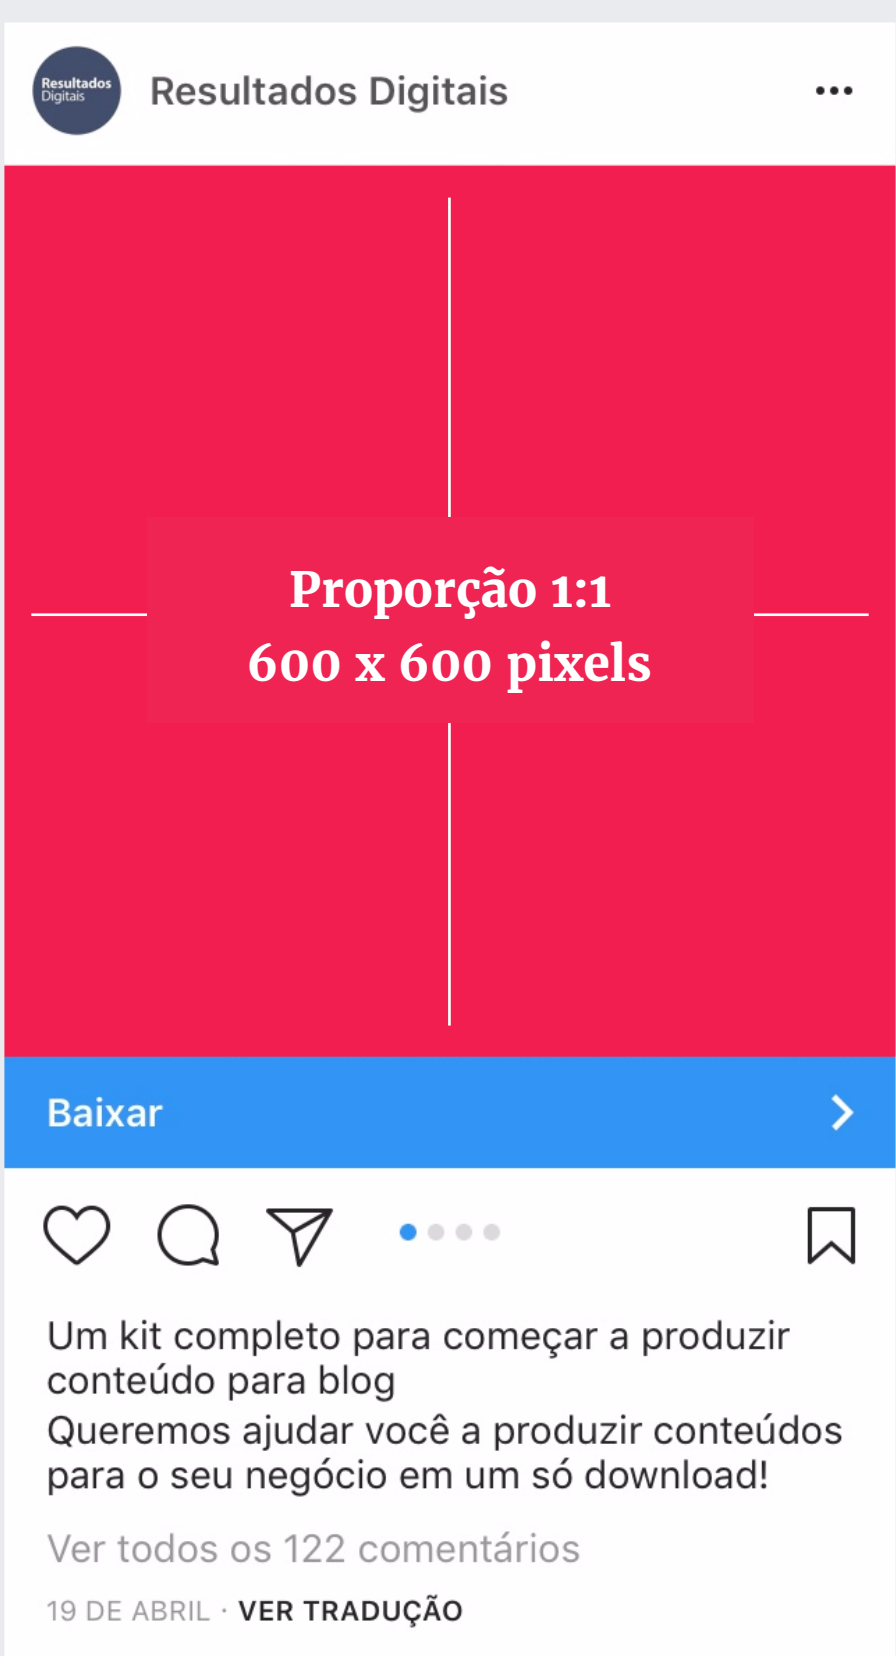 Resultados
Digitais
Resultados Digitais
Proporção 1:1
600 x 600 pixels
Baixar
Um kit completo para começar a produzir
conteúdo para blog
Queremos ajudar você a produzir conteúdos
para o seu negócio em um só download!
Ver todos os 122 comentários
19 DE ABRIL · VER TRADUÇÃO